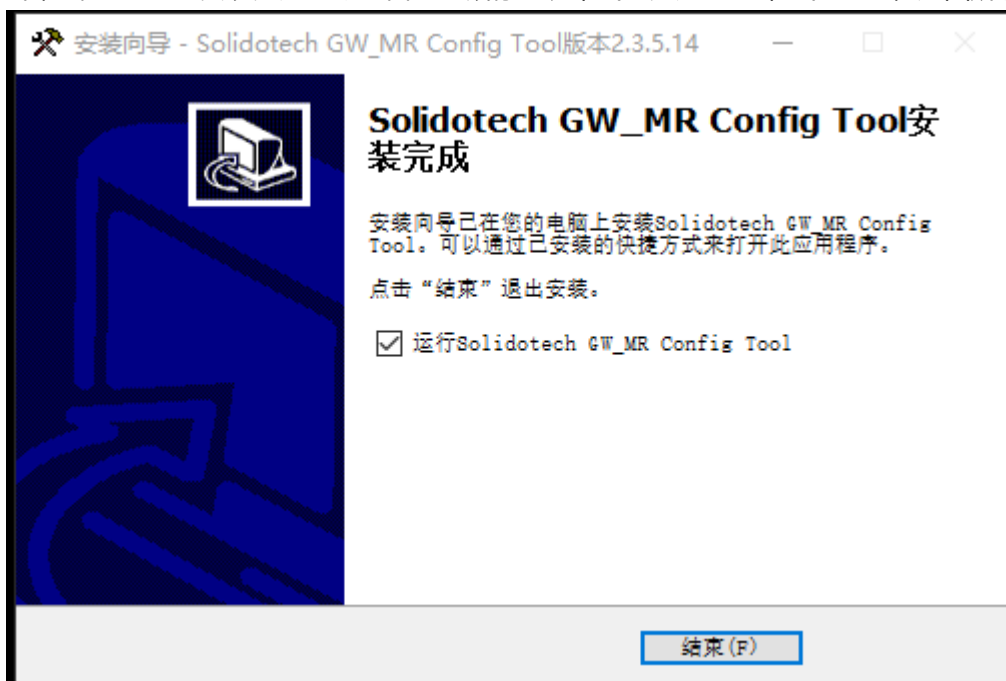 安装向导 - Solidotech GW_MR Config Tool版本2.3.5.14
Solidotech GW_MR Config Tool安
装完成
安装向导已在您的电脑上安装Solidotech GW_MR Config
Tool。可以通过已安装的快捷方式来打开此应用程序。
点击“结束”退出安装。
运行Solidotech GW_MR Config Tool
结束(F)